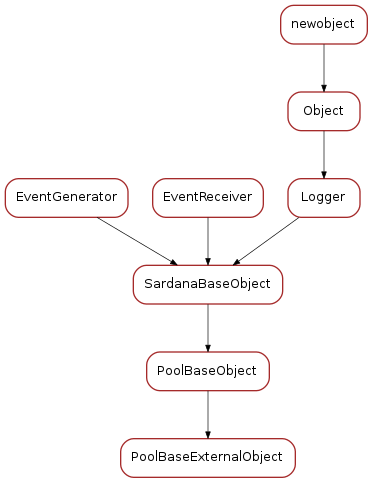 newobject
Object
EventGenerator
EventReceiver
Logger
SardanaBaseObject
PoolBaseObject
PoolBaseExternalObject